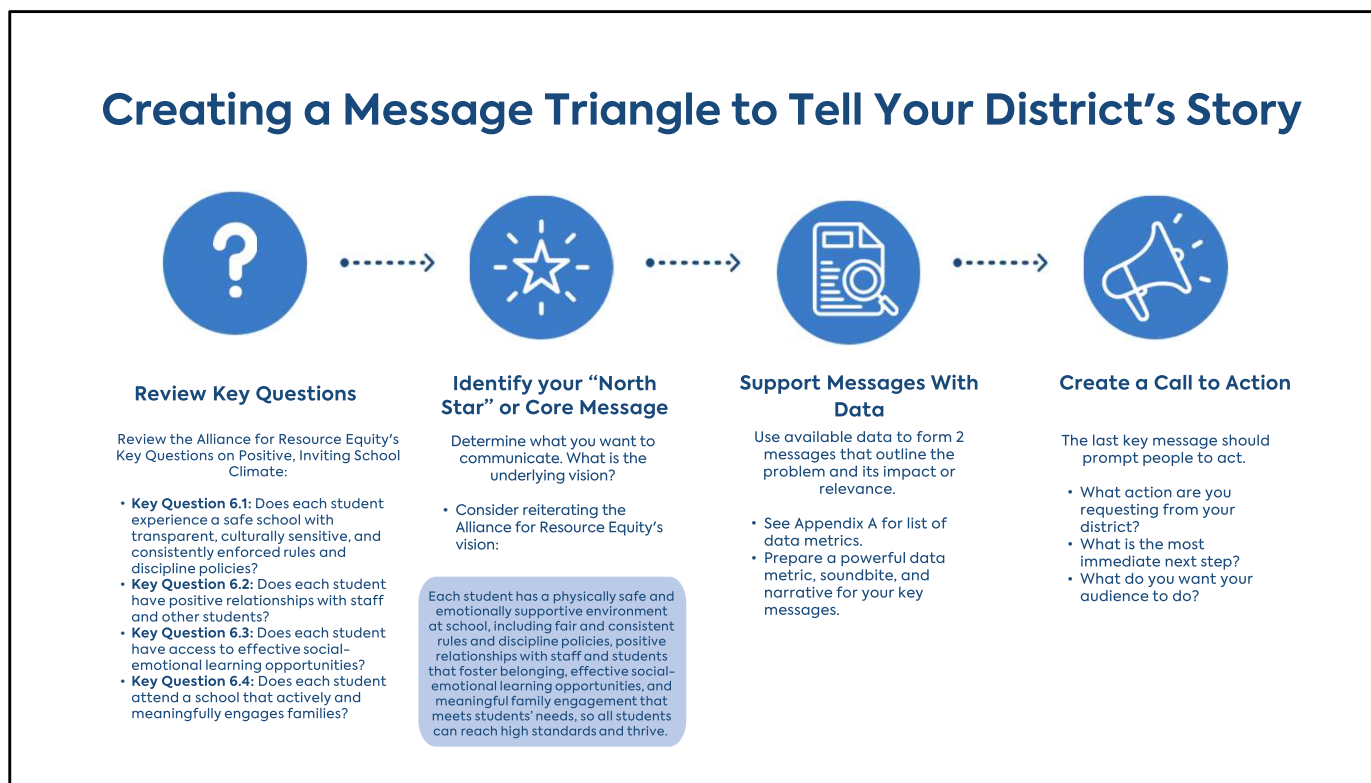 Creating a Message Triangle to Tell Your District's Story
Review Key Questions
Review the Alliance for Resource Equity's
Key Questions on Positive, Inviting School
Climate:
• Key Question 6.1: Does each student
experience a safe school with
transparent, culturally sensitive, and
consistently enforced rules and
discipline policies?
• Key Question 6.2: Does each student
have positive relationships with staff
and other students?
• Key Question 6.3: Does each student
have access to effective social-
emotional learning opportunities?
• Key Question 6.4: Does each student
attend a school that actively and
meaningfully engages families?
Identify your “North
Star” or Core Message
Determine what you want to
communicate. What is the
underlying vision?
• Consider reiterating the
Alliance for Resource Equity's
vision:
Each student has a physically safe and
emotionally supportive environment
at school, including fair and consistent
rules and discipline policies, positive
relationships with staff and students
that foster belonging, effective social-
emotional learning opportunities, and
meaningful family engagement that
meets students’ needs, so all students
can reach high standards and thrive.
Support Messages With
Data
Use available data to form 2
messages that outline the
problem and its impact or
relevance.
• See Appendix A for list of
data metrics.
• Prepare a powerful data
metric, soundbite, and
narrative for your key
messages.
Create a Call to Action
The last key message should
prompt people to act.
• What action are you
requesting from your
district?
• What is the most
immediate next step?
• What do you want your
audience to do?